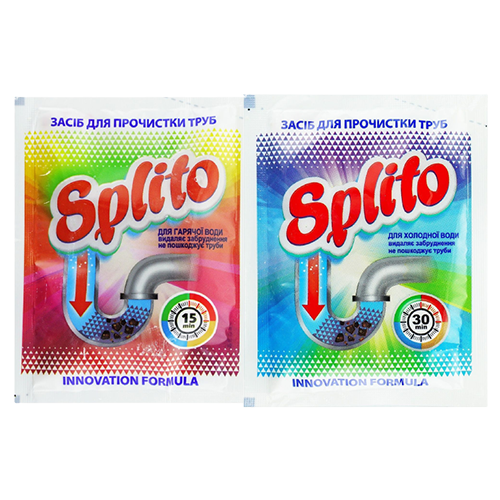 ЗАСІБ ДЛЯ ПРОЧИСТКИ ТРУБ
Splito
ДЛЯ ГАРЯЧОЇ ВОДИ
видаляє забруднення
не пошкоджує труби
15
min
INNOVATION FORMULA
ЗАСІБ ДЛЯ ПРОЧИСТКИ ТРУБ
Splito
ДЛЯ ХОЛОДНОЇ ВОДИ
видаляє забруднення
не пошкоджує труби
30
min
INNOVATION FORMULA